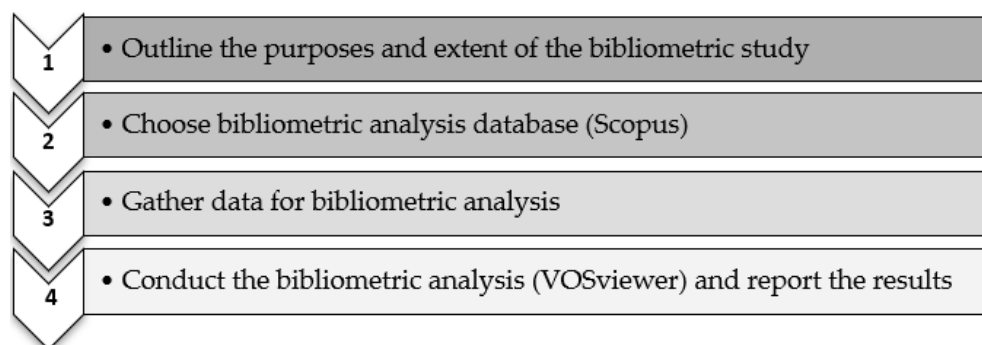 1 • Outline the purposes and extent of the bibliometric study
2 • Choose bibliometric analysis database (Scopus)
3 • Gather data for bibliometric analysis
4 • Conduct the bibliometric analysis (VOSviewer) and report the results